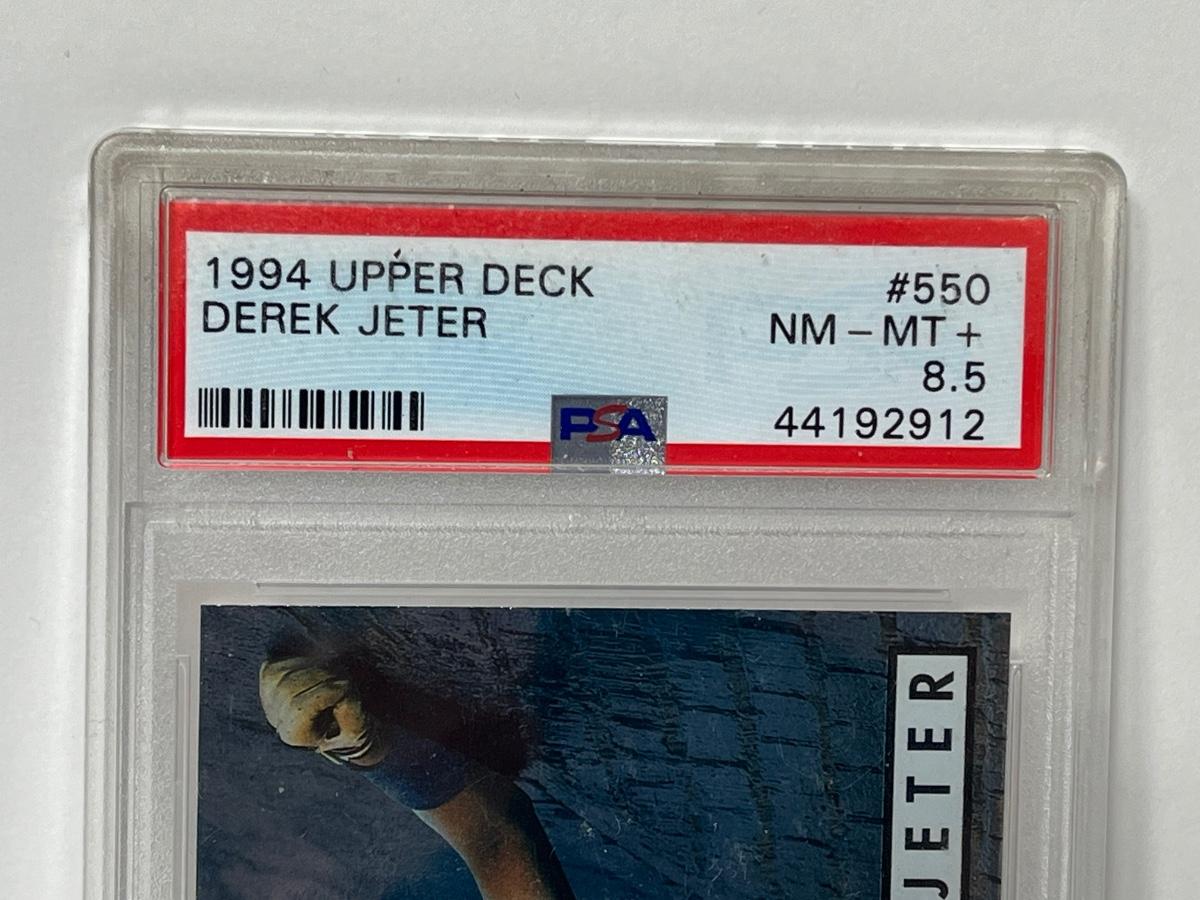 1994 UPPER DECK
DEREK JETER
#550
NM-MT+
8.5
44192912
PSA
JETER